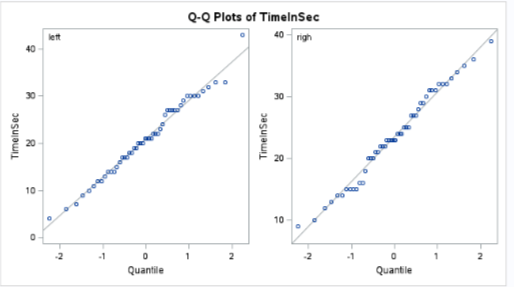 Q-Q Plots of TimeInSec
left
righ
40
30
20
10
0
TimeInSec
-2 -1 0 1 2
Quantile
40
30
20
10
TimeInSec
-2 -1 0 1 2
Quantile